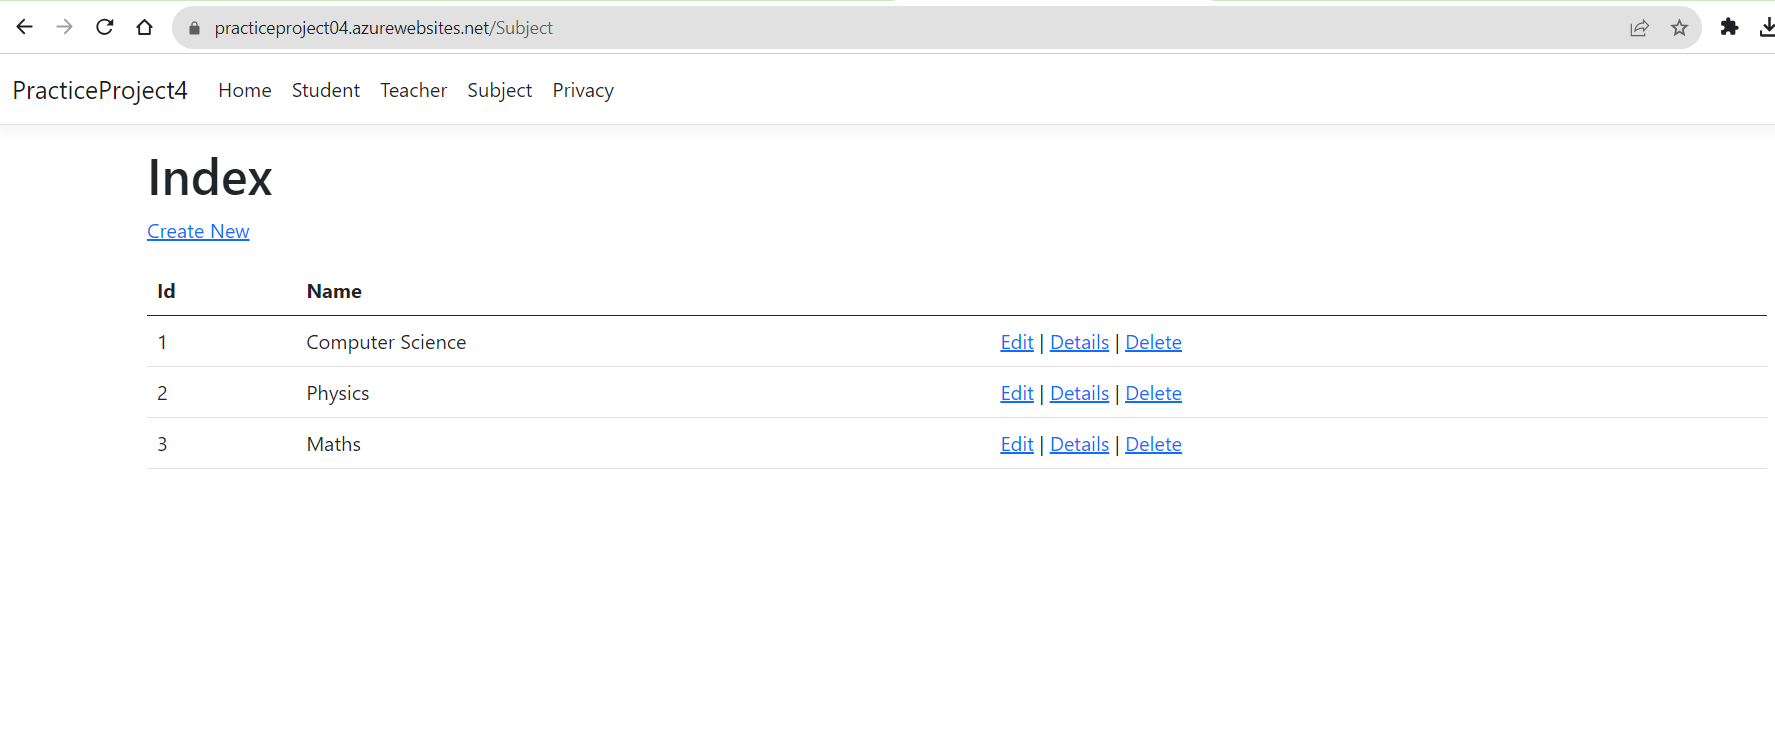 practiceproject04.azurewebsites.net/Subject
PracticeProject4 Home Student Teacher Subject Privacy
Index
Create New
Id Name
1 Computer Science Edit | Details | Delete
2 Physics Edit | Details | Delete
3 Maths Edit | Details | Delete